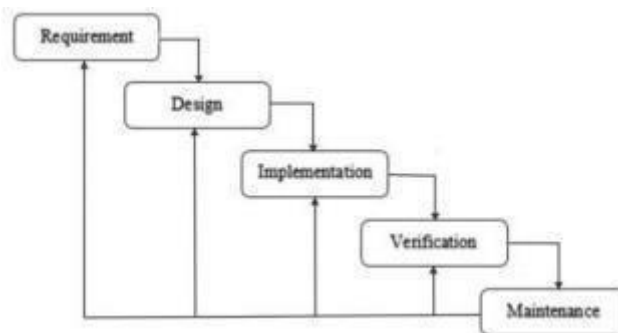 Requirement
Design
Implementation
Verification
Maintenance